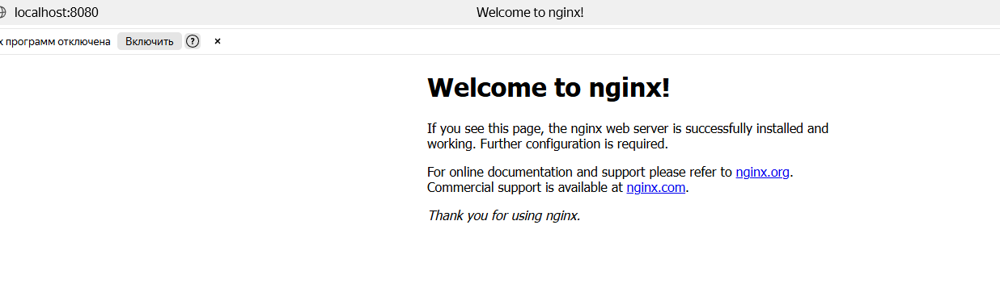 localhost:8080 Welcome to nginx!
х программ отключена Включить ? ×
Welcome to nginx!
If you see this page, the nginx web server is successfully installed and
working. Further configuration is required.
For online documentation and support please refer to nginx.org.
Commercial support is available at nginx.com.
Thank you for using nginx.